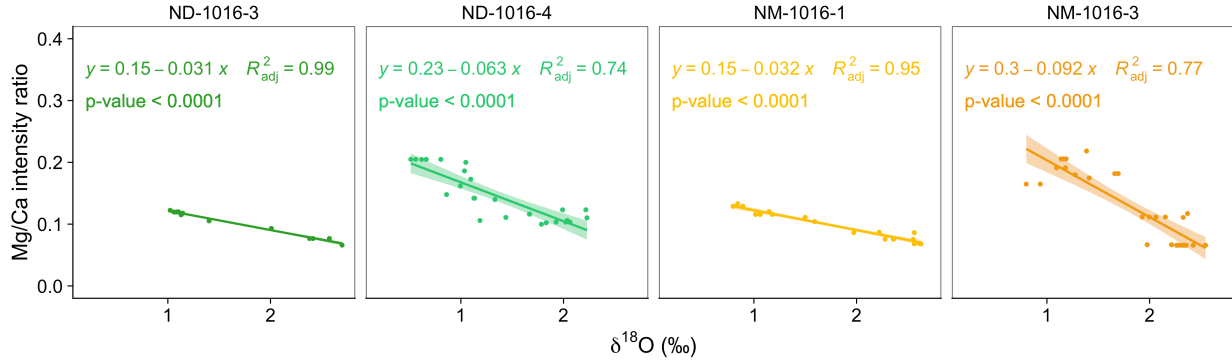 ND-1016-3 ND-1016-4 NM-1016-1 NM-1016-3
Mg/Ca intensity ratio
0.4
0.3
0.2
0.1
0.0
y = 0.15 − 0.031 x R²adj = 0.99
p-value < 0.0001
y = 0.23 − 0.063 x R²adj = 0.74
p-value < 0.0001
y = 0.15 − 0.032 x R²adj = 0.95
p-value < 0.0001
y = 0.3 − 0.092 x R²adj = 0.77
p-value < 0.0001
1 2 1 2 1 2 1 2
δ¹⁸O (‰)